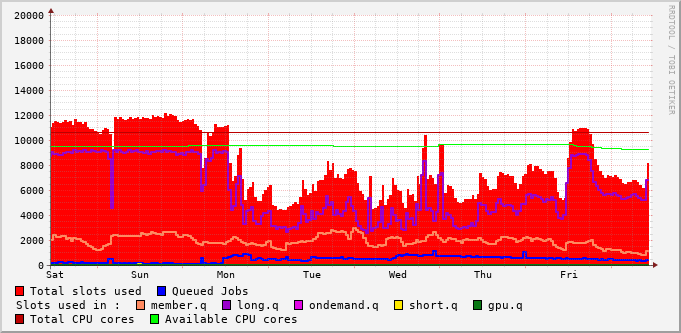 20000
18000
16000
14000
12000
10000
8000
6000
4000
2000
0
Sat Sun Mon Tue Wed Thu Fri
RRDTOOL / TOBI OETIKER
Total slots used Queued Jobs
Slots used in : member.q long.q ondemand.q short.q gpu.q
Total CPU cores Available CPU cores